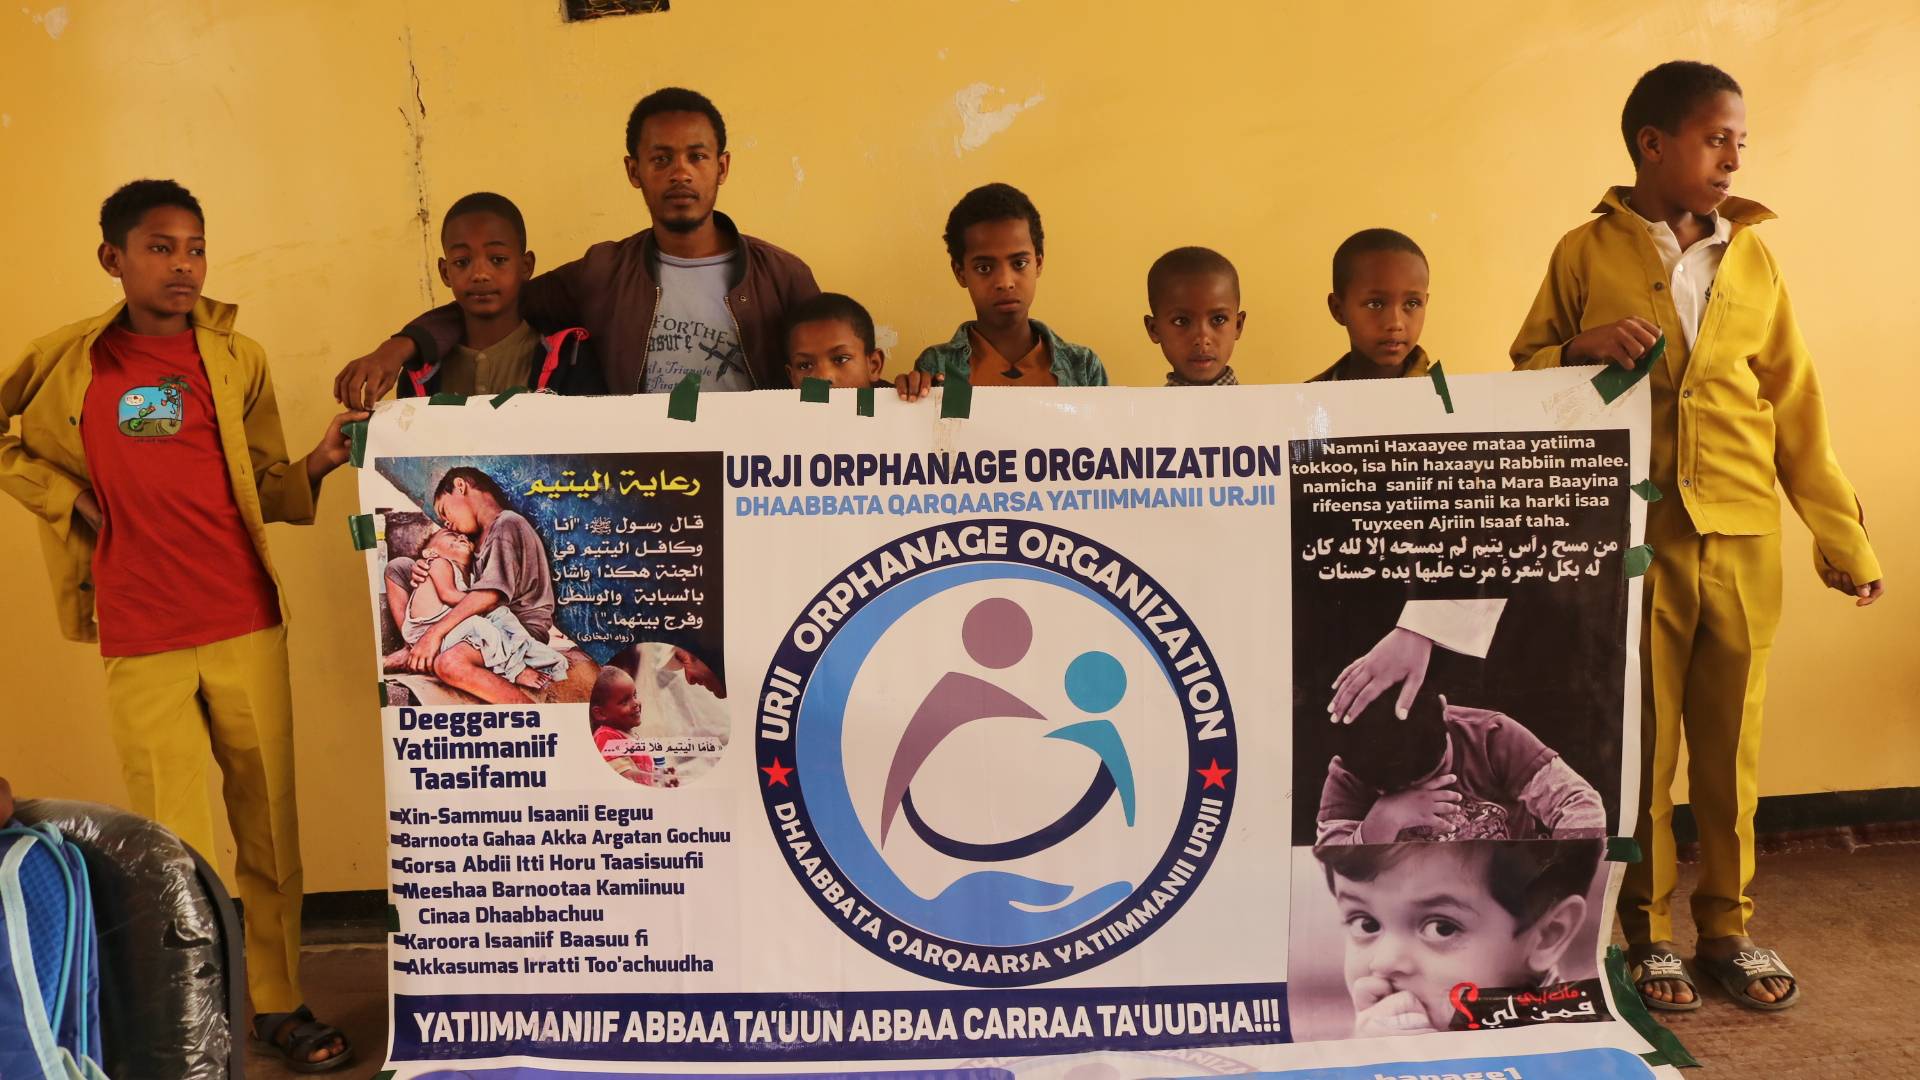 FOR THE
URJI ORPHANAGE ORGANIZATION
DHAABBATA QARQAARSA YATIIMMANII URJII
رعاية اليتيم
قال رسول ﷺ: "أنا
وكافل اليتيم في
الجنة هكذا وأشار
بالسبابة والوسطى
وفرج بينهما."
(رواه البخاري)
« فأما اليتيم فلا تقهر »...
Deeggarsa
Yatiimmaniif
Taasifamu
Xin-Sammuu Isaanii Eeguu
Barnoota Gahaa Akka Argatan Gochuu
Gorsa Abdii Itti Horu Taasisuufii
Meeshaa Barnootaa Kamiinuu
Cinaa Dhaabbachuu
Karoora Isaaniif Baasuu fi
Akkasumas Irratti Too'achuudha
URJI ORPHANAGE ORGANIZATION
DHAABBATA QARQAARSA YATIIMMANII URJII
Namni Haxaayee mataa yatiima
tokkoo, isa hin haxaayu Rabbiin malee.
namicha saniif ni taha Mara Baayina
rifeensa yatiima sanii ka harki isaa
Tuyxeen Ajriin Isaaf taha.
من مسح رأس يتيم لم يمسحه إلا لله كان
له بكل شعرة مرت عليها يده حسنات
مات أبي
فمن لي؟
YATIIMMANIIF ABBAA TA'UUN ABBAA CARRAA TA'UUDHA!!!